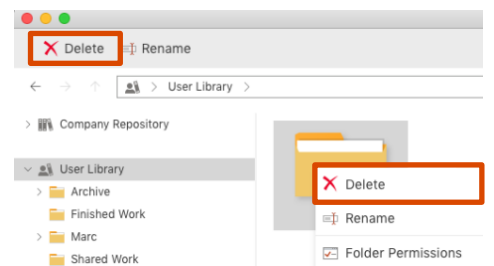 Delete Rename
User Library
Company Repository
User Library
Archive
Finished Work
Marc
Shared Work
Delete
Rename
Folder Permissions